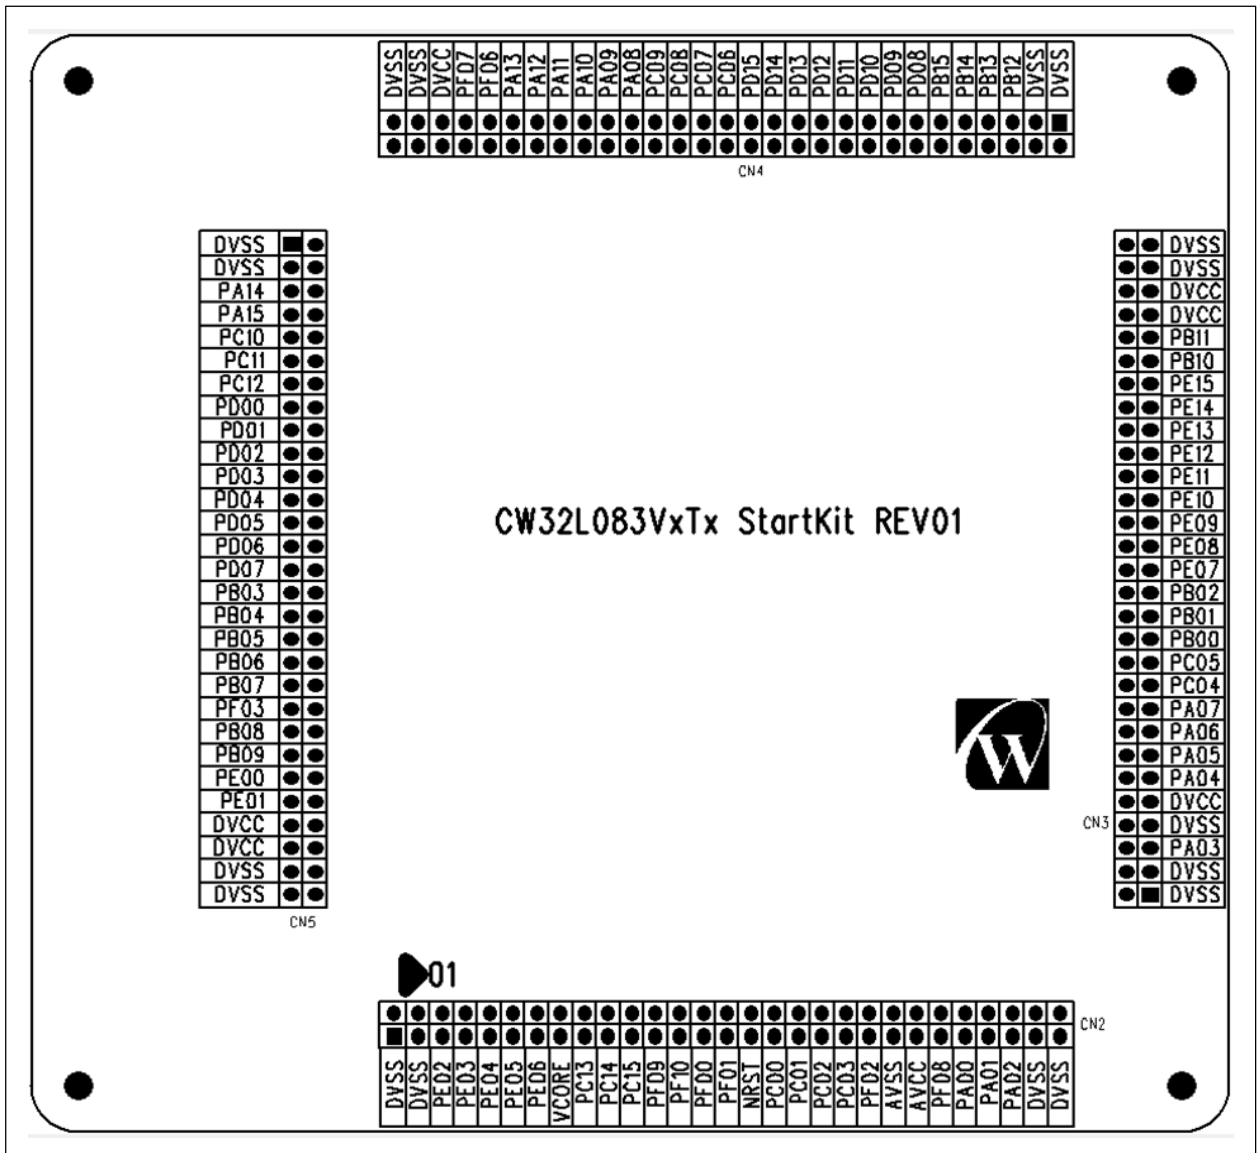 DVSS DVSS DVCC PF07 PF06 PA13 PA12 PA11 PA10 PA09 PA08 PC09 PC08 PC07 PC06 PD15 PD14 PD13 PD12 PD11 PD10 PD09 PD08 PB15 PB14 PB13 PB12 DVSS DVSS
CN4
DVSS
DVSS
PA14
PA15
PC10
PC11
PC12
PD00
PD01
PD02
PD03
PD04
PD05
PD06
PD07
PB03
PB04
PB05
PB06
PB07
PF03
PB08
PB09
PE00
PE01
DVCC
DVCC
DVSS
DVSS
CN5
CW32L083VxTx StartKit REV01
W
DVSS
DVSS
DVCC
DVCC
PB11
PB10
PE15
PE14
PE13
PE12
PE11
PE10
PE09
PE08
PE07
PB02
PB01
PB00
PC05
PC04
PA07
PA06
PA05
PA04
DVCC
DVSS
PA03
DVSS
DVSS
CN3
01
CN2
DVSS DVSS PE02 PE03 PE04 PE05 PE06 VCORE PC13 PC14 PC15 PF09 PF10 PF00 PF01 NRST PC00 PC01 PC02 PC03 PF02 AVSS AVCC PF08 PA00 PA01 PA02 DVSS DVSS